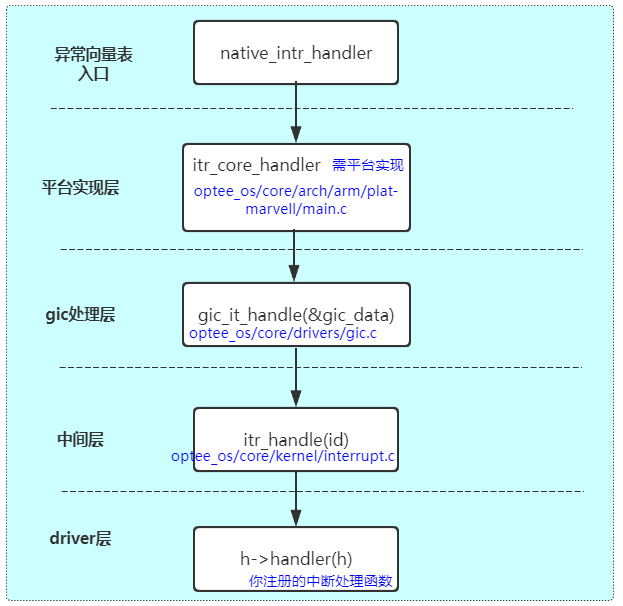 异常向量表
入口
native_intr_handler
平台实现层
itr_core_handler 需平台实现
optee_os/core/arch/arm/plat-
marvell/main.c
gic处理层
gic_it_handle(&gic_data)
optee_os/core/drivers/gic.c
中间层
itr_handle(id)
optee_os/core/kernel/interrupt.c
driver层
h->handler(h)
你注册的中断处理函数